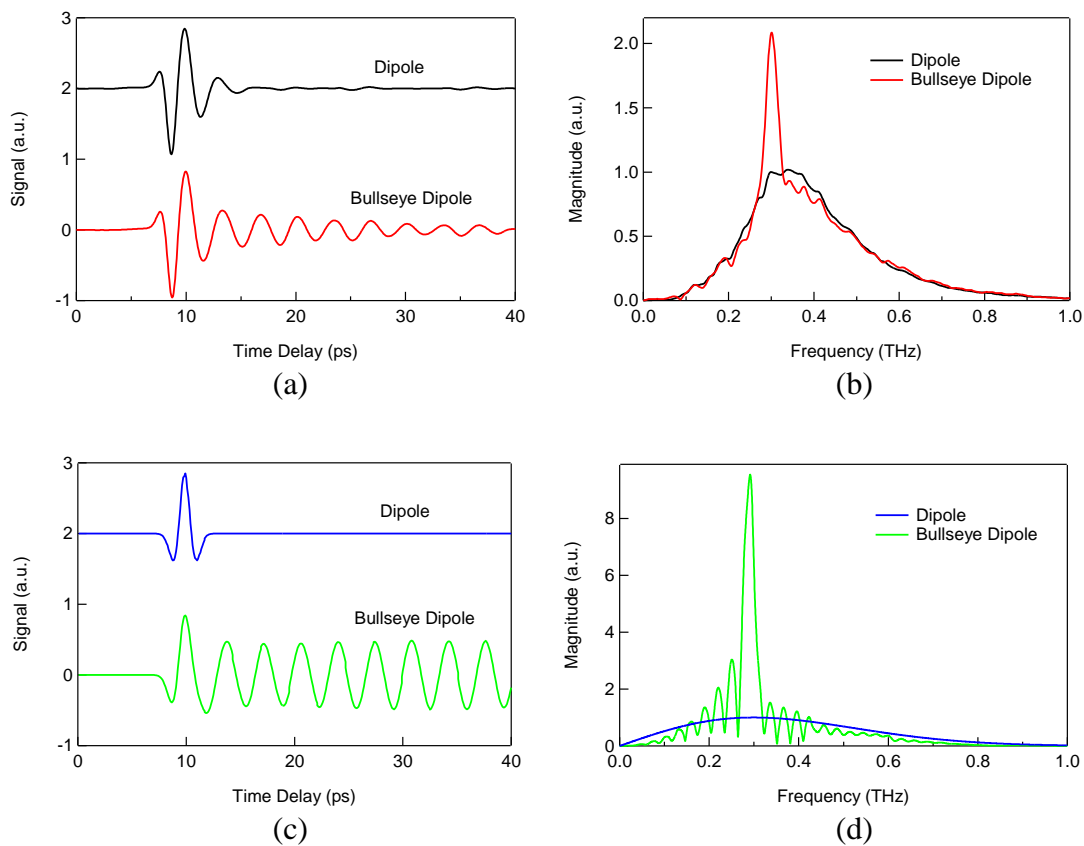 3
2
1
0
-1
0
10
20
30
40
Signal (a.u.)
Dipole
Bullseye Dipole
Time Delay (ps)
(a)
2.0
1.5
1.0
0.5
0.0
0.0
0.2
0.4
0.6
0.8
1.0
Magnitude (a.u.)
Dipole
Bullseye Dipole
Frequency (THz)
(b)
3
2
1
0
-1
0
10
20
30
40
Signal (a.u.)
Dipole
Bullseye Dipole
Time Delay (ps)
(c)
8
6
4
2
0
0.0
0.2
0.4
0.6
0.8
1.0
Magnitude (a.u.)
Dipole
Bullseye Dipole
Frequency (THz)
(d)